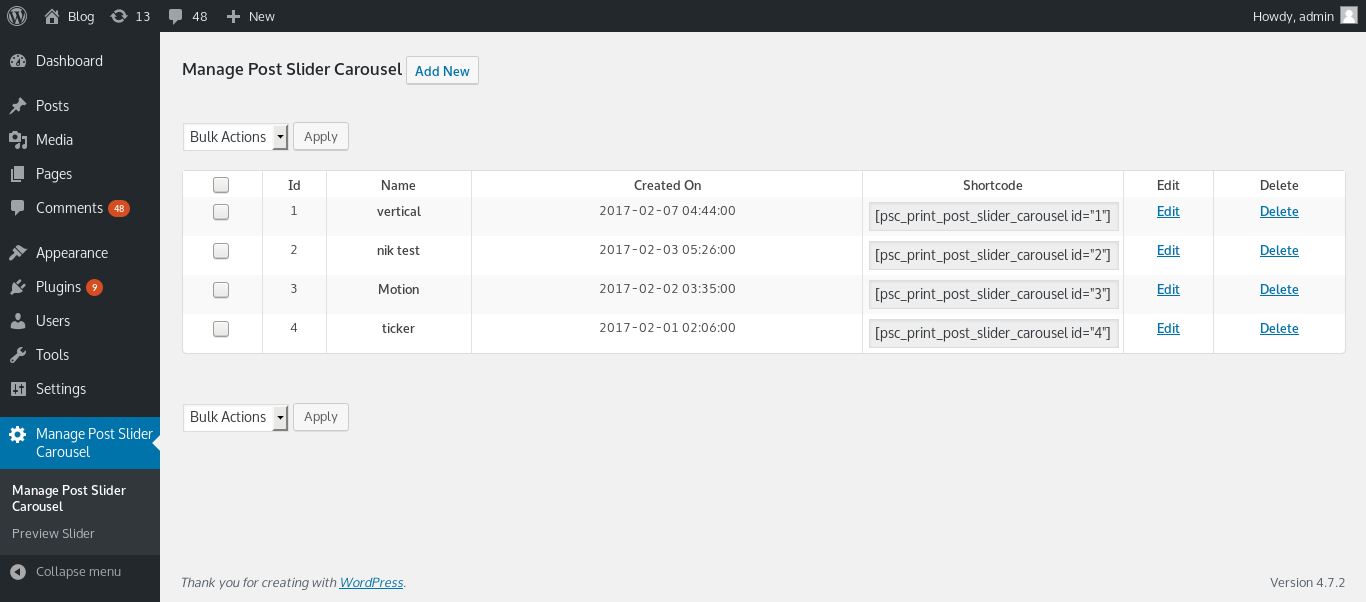 Blog 13 48 New Howdy, admin
Dashboard
Posts
Media
Pages
Comments 48
Appearance
Plugins 9
Users
Tools
Settings
Manage Post Slider
Carousel
Manage Post Slider
Carousel
Preview Slider
Collapse menu
Manage Post Slider Carousel Add New
Bulk Actions Apply
Id Name Created On Shortcode Edit Delete
1 vertical 2017-02-07 04:44:00 [psc_print_post_slider_carousel id="1"] Edit Delete
2 nik test 2017-02-03 05:26:00 [psc_print_post_slider_carousel id="2"] Edit Delete
3 Motion 2017-02-02 03:35:00 [psc_print_post_slider_carousel id="3"] Edit Delete
4 ticker 2017-02-01 02:06:00 [psc_print_post_slider_carousel id="4"] Edit Delete
Bulk Actions Apply
Thank you for creating with WordPress. Version 4.7.2